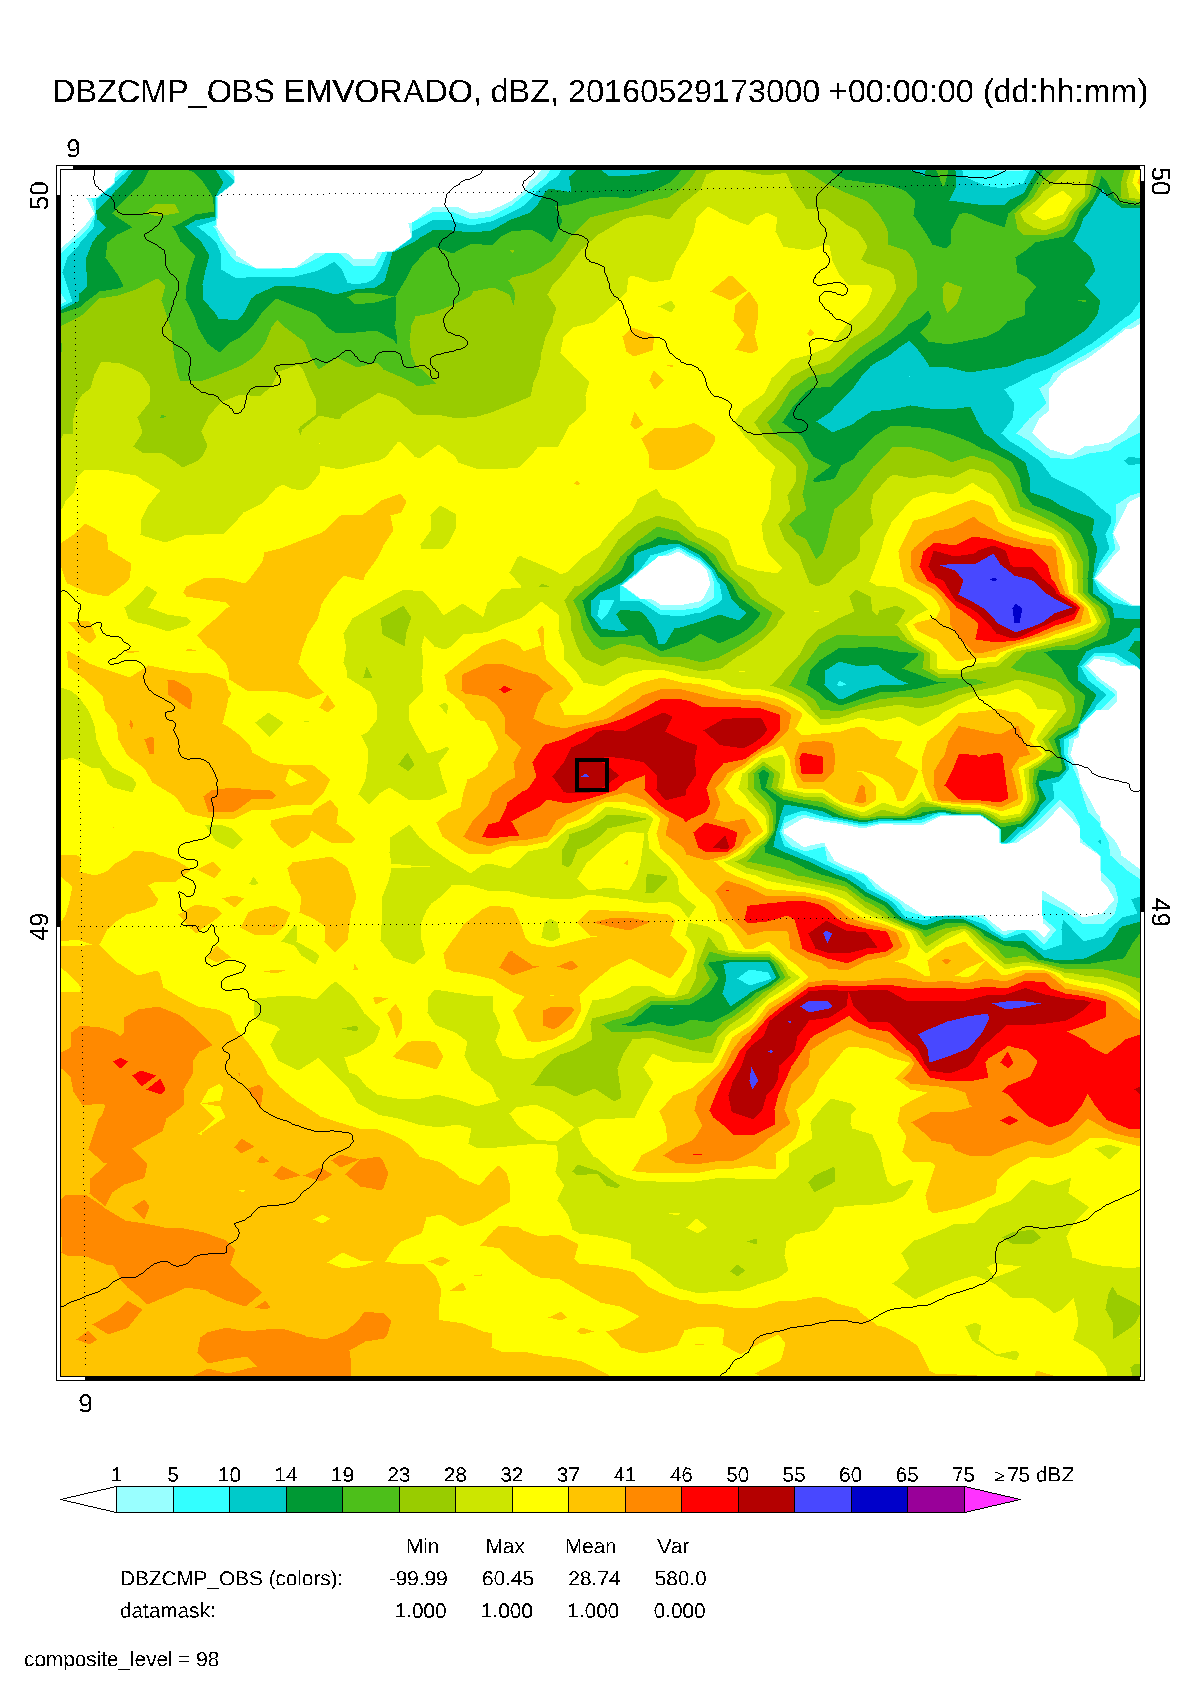 DBZCMP_OBS EMVORADO, dBZ, 20160529173000 +00:00:00 (dd:hh:mm)
9
50 50
49 49
9
1 5 10 14 19 23 28 32 37 41 46 50 55 60 65 75 ≥75 dBZ
Min Max Mean Var
DBZCMP_OBS (colors): -99.99 60.45 28.74 580.0
datamask: 1.000 1.000 1.000 0.000
composite_level = 98